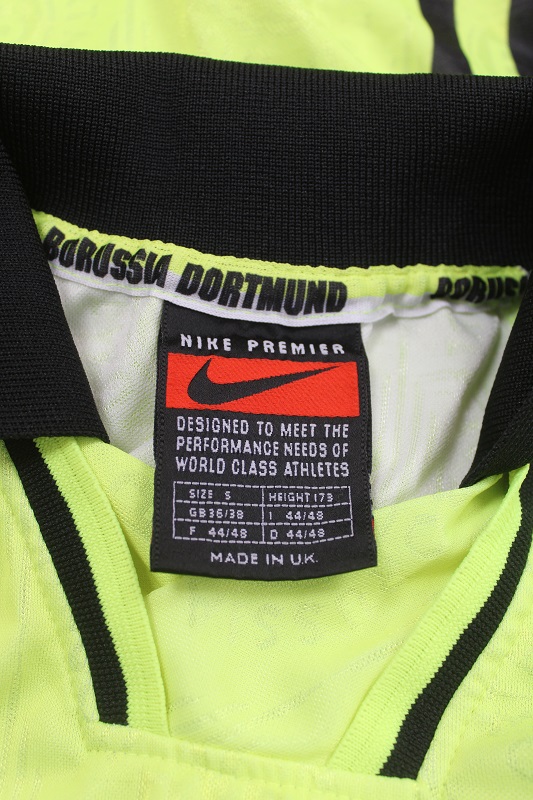 BORUSSIA DORTMUND BORUS
NIKE PREMIER
DESIGNED TO MEET THE
PERFORMANCE NEEDS OF
WORLD CLASS ATHLETES
SIZE S HEIGHT 173
GB 36/38 I 44/48
F 44/48 D 44/48
MADE IN U.K.